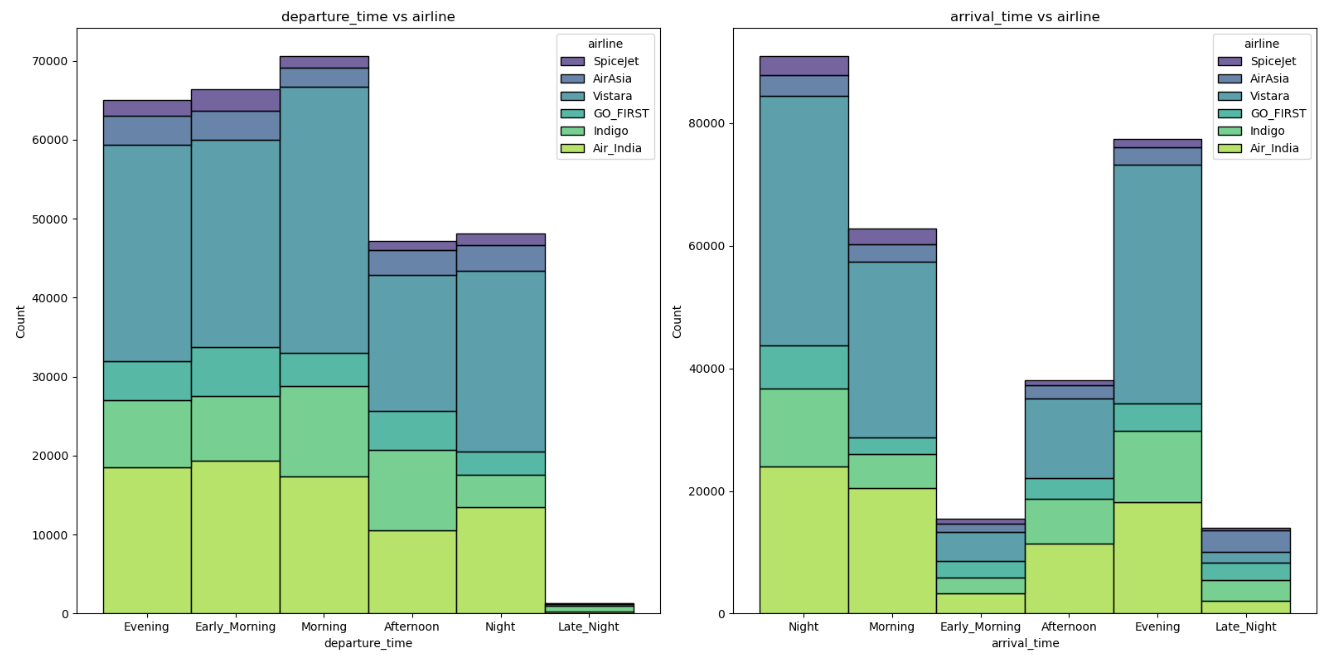 departure_time vs airline
airline
SpiceJet
AirAsia
Vistara
GO_FIRST
Indigo
Air_India
Count
70000
60000
50000
40000
30000
20000
10000
0
Evening Early_Morning Morning Afternoon Night Late_Night
departure_time
arrival_time vs airline
airline
SpiceJet
AirAsia
Vistara
GO_FIRST
Indigo
Air_India
Count
80000
60000
40000
20000
0
Night Morning Early_Morning Afternoon Evening Late_Night
arrival_time